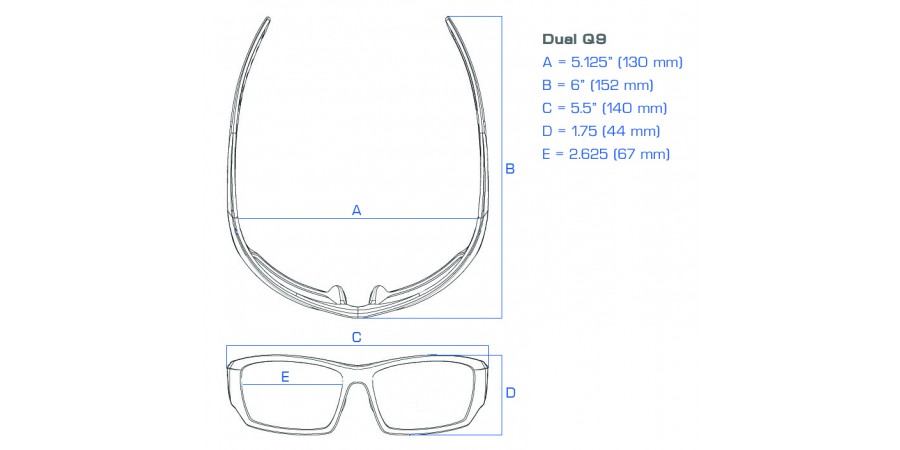 Dual Q9
A = 5.125” (130 mm)
B = 6” (152 mm)
C = 5.5” (140 mm)
D = 1.75 (44 mm)
E = 2.625 (67 mm)
B
A
C
E
D